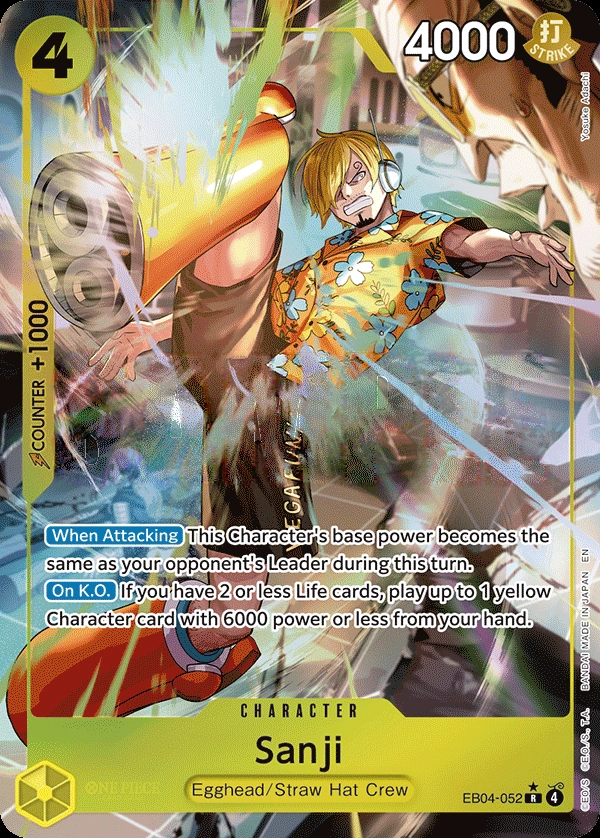 4
4000
打
STRIKE
Yosuke Adachi
COUNTER +1000
VEGAPUNK
When Attacking This Character's base power becomes the
same as your opponent's Leader during this turn.
On K.O. If you have 2 or less Life cards, play up to 1 yellow
Character card with 6000 power or less from your hand.
CHARACTER
Sanji
Egghead/Straw Hat Crew
ONE PIECE
EB04-052 R 4
©ED/S ©E.O./S., T.A. BANDAI MADE IN JAPAN EN